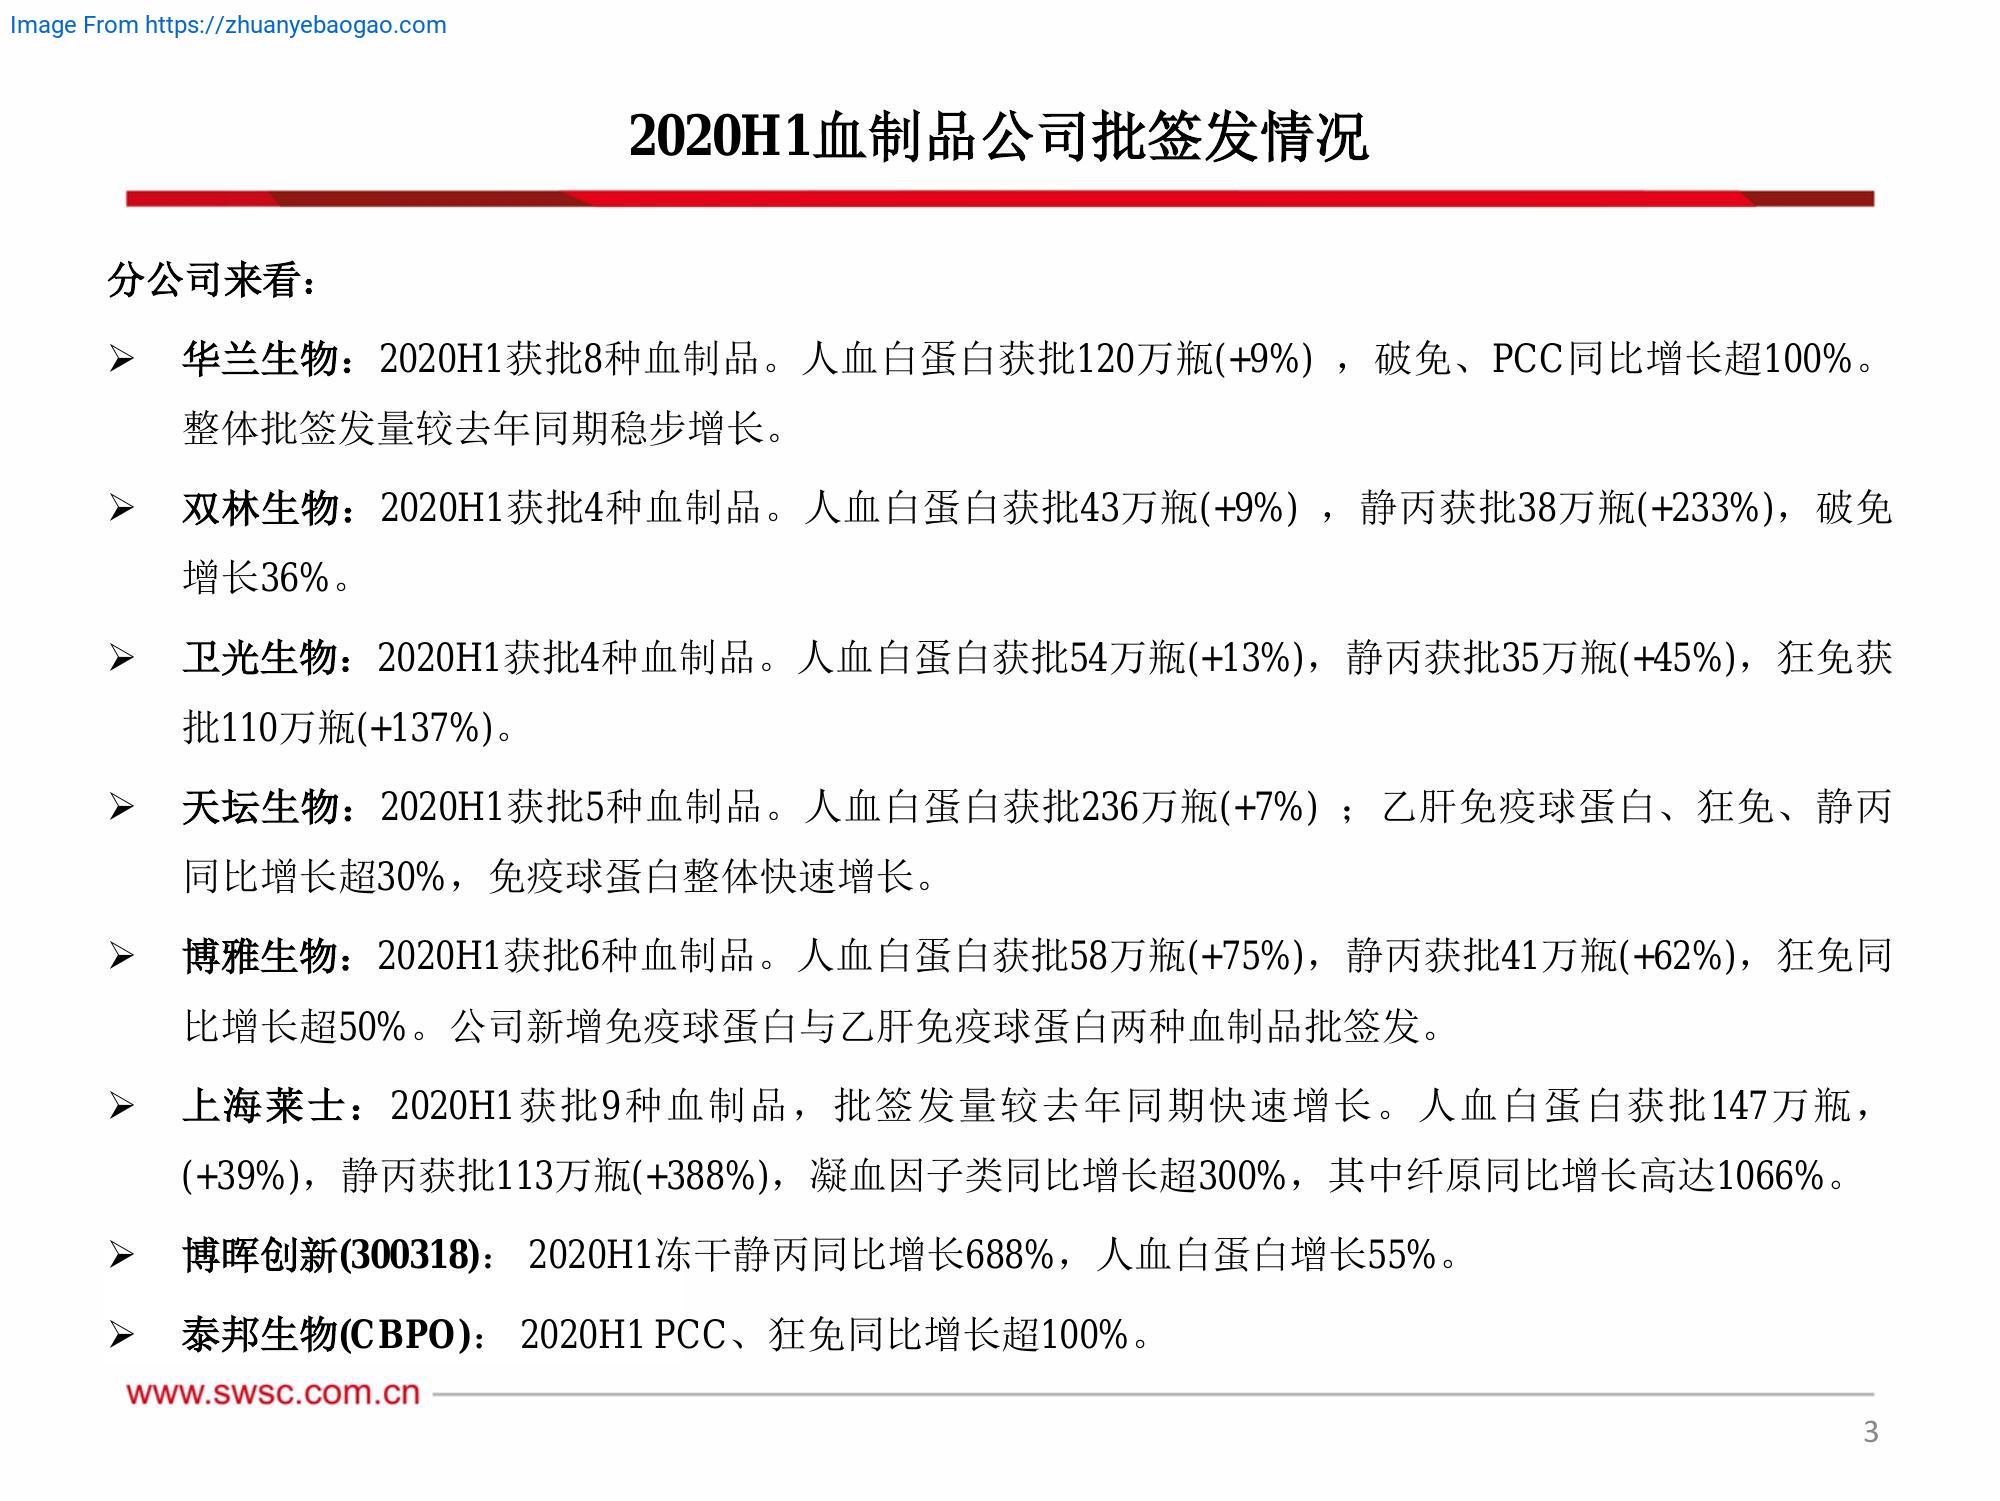 Image From https://zhuanyebaogao.com
2020H1血制品公司批签发情况
分公司来看：
➢ 华兰生物：2020H1获批8种血制品。人血白蛋白获批120万瓶(+9%) ，破免、PCC同比增长超100%。
整体批签发量较去年同期稳步增长。
➢ 双林生物：2020H1获批4种血制品。人血白蛋白获批43万瓶(+9%) ，静丙获批38万瓶(+233%)，破免
增长36%。
➢ 卫光生物：2020H1获批4种血制品。人血白蛋白获批54万瓶(+13%)，静丙获批35万瓶(+45%)，狂免获
批110万瓶(+137%)。
➢ 天坛生物：2020H1获批5种血制品。人血白蛋白获批236万瓶(+7%) ；乙肝免疫球蛋白、狂免、静丙
同比增长超30%，免疫球蛋白整体快速增长。
➢ 博雅生物：2020H1获批6种血制品。人血白蛋白获批58万瓶(+75%)，静丙获批41万瓶(+62%)，狂免同
比增长超50%。公司新增免疫球蛋白与乙肝免疫球蛋白两种血制品批签发。
➢ 上海莱士：2020H1获批9种血制品，批签发量较去年同期快速增长。人血白蛋白获批147万瓶，
(+39%)，静丙获批113万瓶(+388%)，凝血因子类同比增长超300%，其中纤原同比增长高达1066%。
➢ 博晖创新(300318)： 2020H1冻干静丙同比增长688%，人血白蛋白增长55%。
➢ 泰邦生物(CBPO)： 2020H1 PCC、狂免同比增长超100%。
www.swsc.com.cn
3